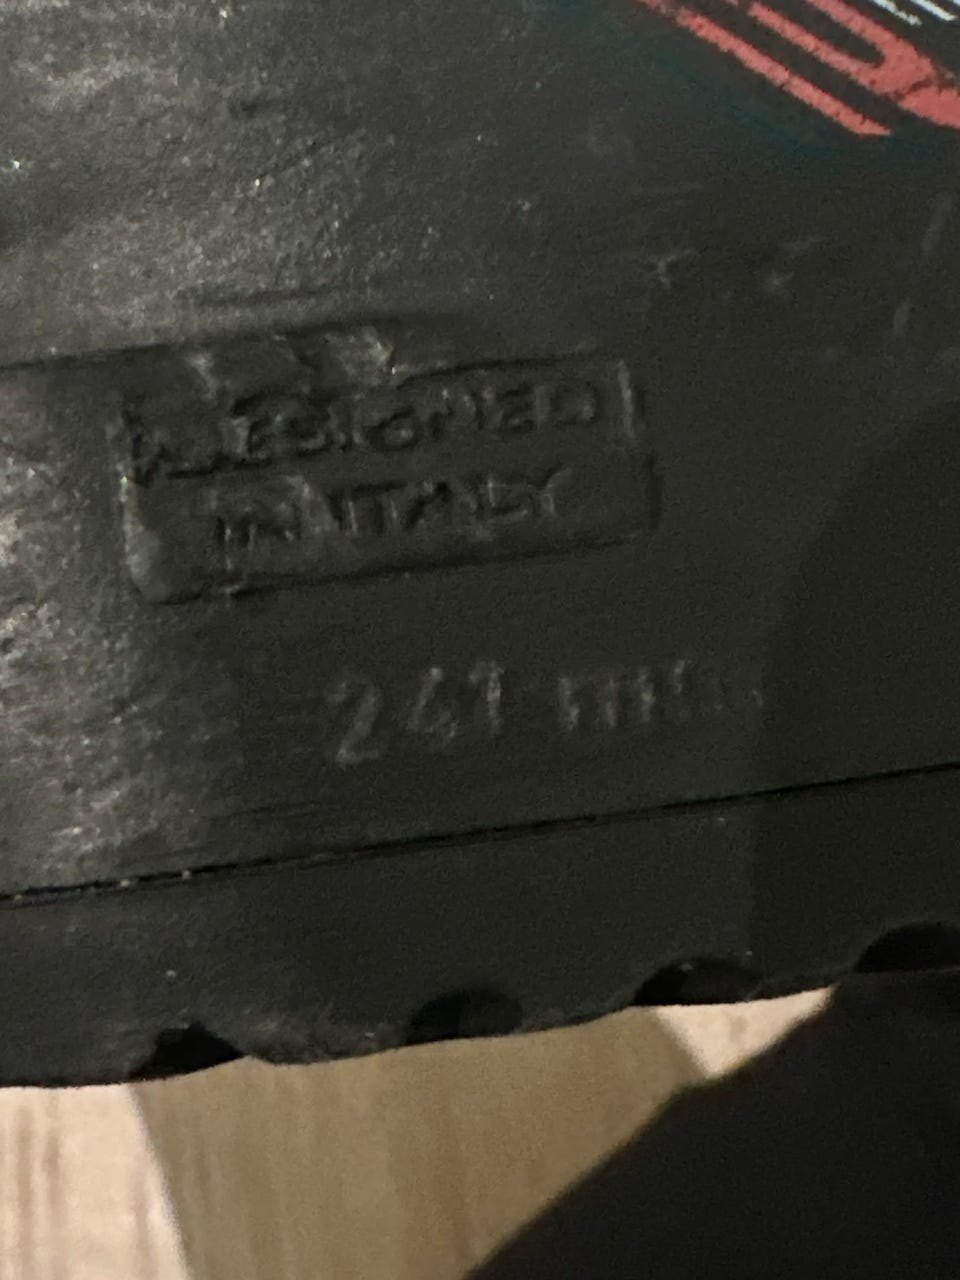 DESIGNED
IN ITALY
241 mm